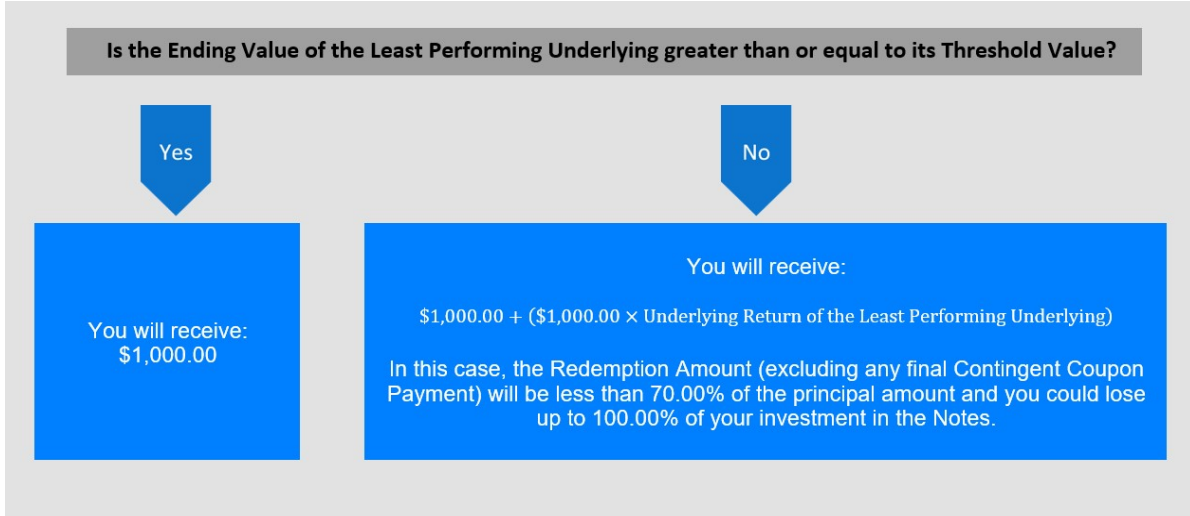 Is the Ending Value of the Least Performing Underlying greater than or equal to its Threshold Value?
Yes
No
You will receive:
$1,000.00
You will receive:
$1,000.00 + ($1,000.00 × Underlying Return of the Least Performing Underlying)
In this case, the Redemption Amount (excluding any final Contingent Coupon
Payment) will be less than 70.00% of the principal amount and you could lose
up to 100.00% of your investment in the Notes.